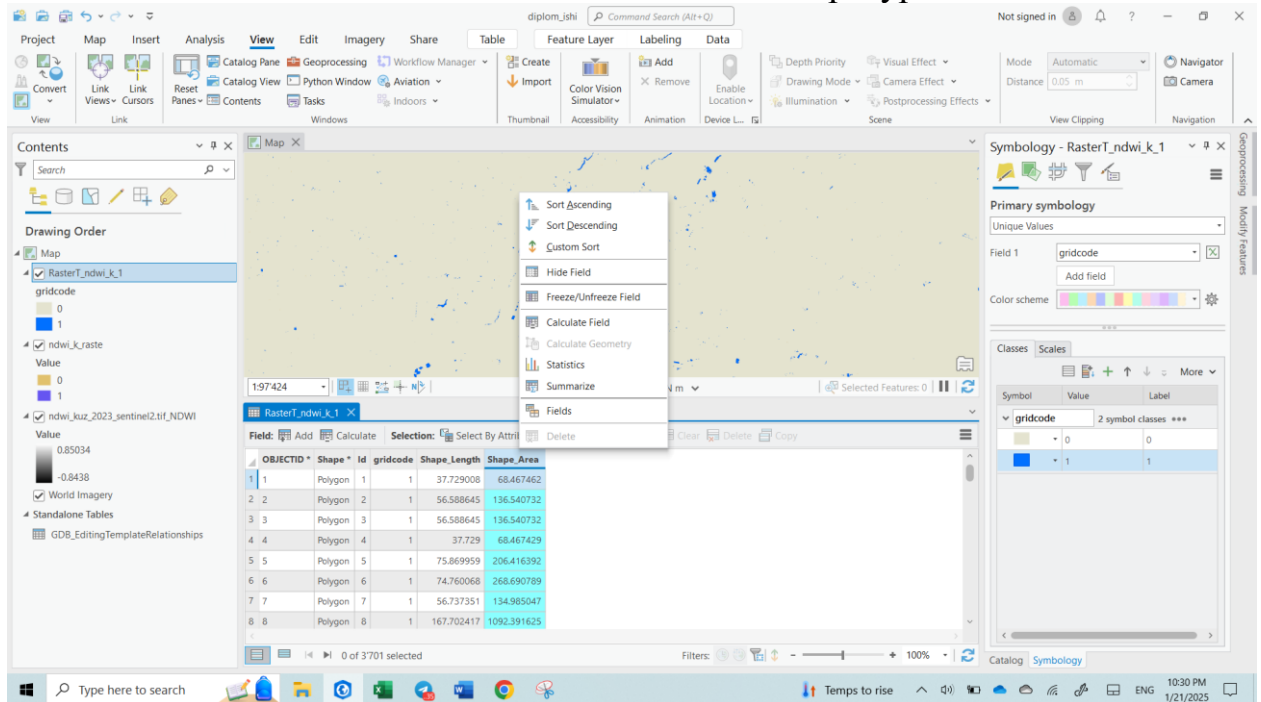 diplom_ishi Command Search (Alt+Q) Not signed in ?
Project Map Insert Analysis View Edit Imagery Share Table Feature Layer Labeling Data
Convert
Link Views
Link Cursors
Reset Panes
Catalog Pane Geoprocessing Workflow Manager
Catalog View Python Window Aviation
Contents Tasks Indoors
Create
Import
Color Vision Simulator
Add
Remove
Enable Location
Depth Priority Visual Effect
Drawing Mode Camera Effect
Illumination Postprocessing Effects
Mode Automatic
Distance 0.05 m
Navigator
Camera
View Link Windows Thumbnail Accessibility Animation Device L... Scene View Clipping Navigation
Contents
Search
Drawing Order
Map
RasterT_ndwi_k_1
gridcode
0
1
ndwi_k_raste
Value
0
1
ndwi_kuz_2023_sentinel2.tif_NDWI
Value
0.85034
-0.8438
World Imagery
Standalone Tables
GDB_EditingTemplateRelationships
Map
Sort Ascending
Sort Descending
Custom Sort
Hide Field
Freeze/Unfreeze Field
Calculate Field
Calculate Geometry
Statistics
Summarize
Fields
Delete
1:97'424 N m Selected Features: 0
RasterT_ndwi_k_1
Field: Add Calcu Selection: Select By Attri Clear Delete Copy
OBJECTID * Shape * Id gridcode Shape_Length Shape_Area
1 1 Polygon 1 1 37.729008 68.467462
2 2 Polygon 2 1 56.588645 136.540732
3 3 Polygon 3 1 56.588645 136.540732
4 4 Polygon 4 1 37.729 68.467429
5 5 Polygon 5 1 75.869959 206.416392
6 6 Polygon 6 1 74.760068 268.690789
7 7 Polygon 7 1 56.737351 134.985047
8 8 Polygon 8 1 167.702417 1092.391625
0 of 3'701 selected Filters: - + 100%
Symbology - RasterT_ndwi_k_1
Primary symbology
Unique Values
Field 1 gridcode
Add field
Color scheme
Classes Scales
More
Symbol Value Label
gridcode 2 symbol classes
0 0
1 1
Catalog Symbology
Geoprocessing
Modify Features
Type here to search Temps to rise ENG 10:30 PM
1/21/2025